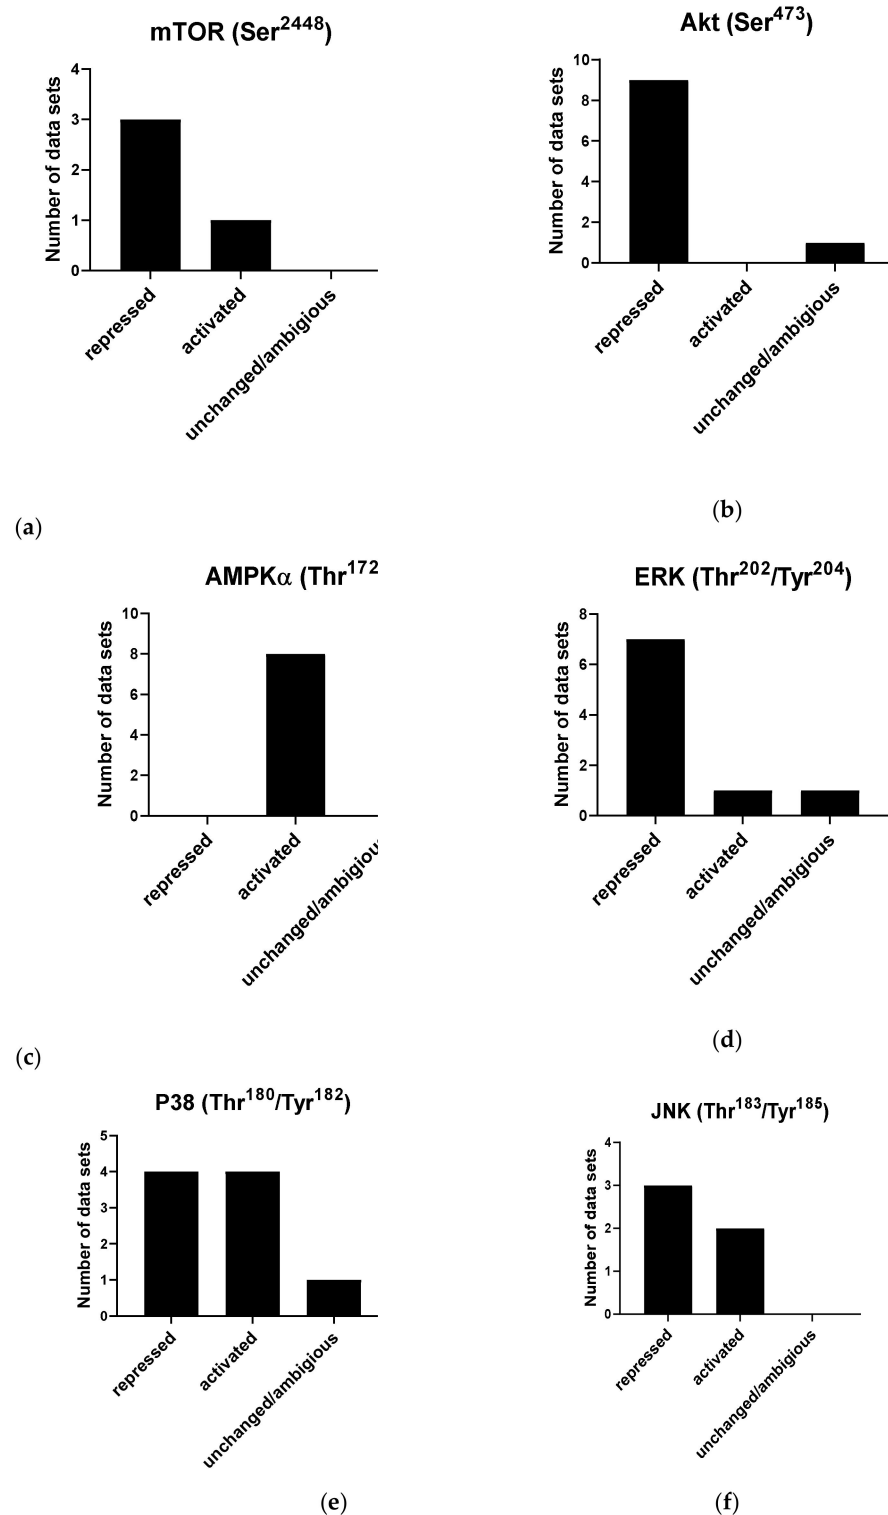 mTOR (Ser2448)
Number of data sets
4
3
2
1
0
repressed
activated
unchanged/ambigious
(a)
Akt (Ser473)
Number of data sets
10
8
6
4
2
0
repressed
activated
unchanged/ambigious
(b)
AMPKα (Thr172
Number of data sets
10
8
6
4
2
0
repressed
activated
unchanged/ambigiou
(c)
ERK (Thr202/Tyr204)
Number of data sets
8
6
4
2
0
repressed
activated
unchanged/ambigious
(d)
P38 (Thr180/Tyr182)
Number of data sets
5
4
3
2
1
0
repressed
activated
unchanged/ambigious
(e)
JNK (Thr183/Tyr185)
Number of data sets
4
3
2
1
0
repressed
activated
unchanged/ambigious
(f)